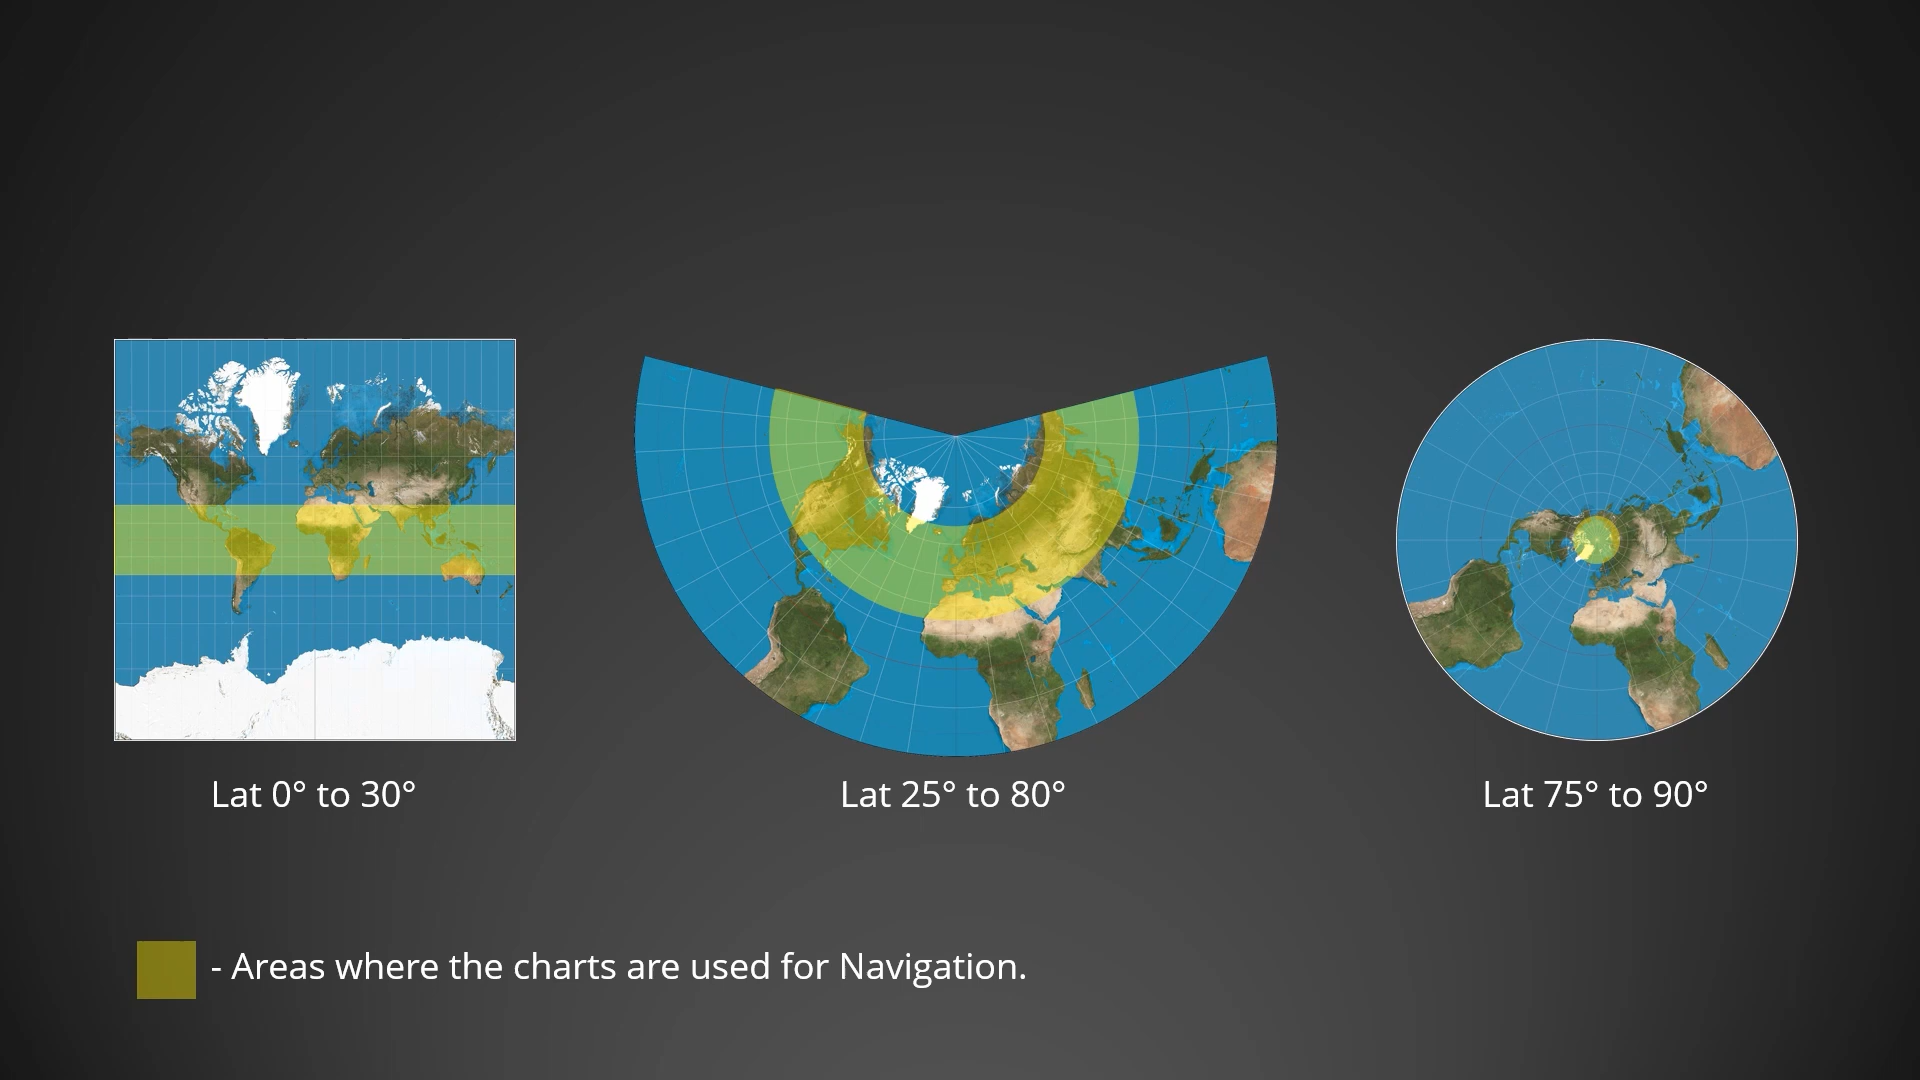 Lat 0° to 30°
Lat 25° to 80°
Lat 75° to 90°
- Areas where the charts are used for Navigation.